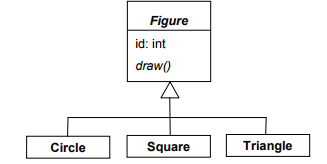 Figure
id: int
draw()
Circle
Square
Triangle